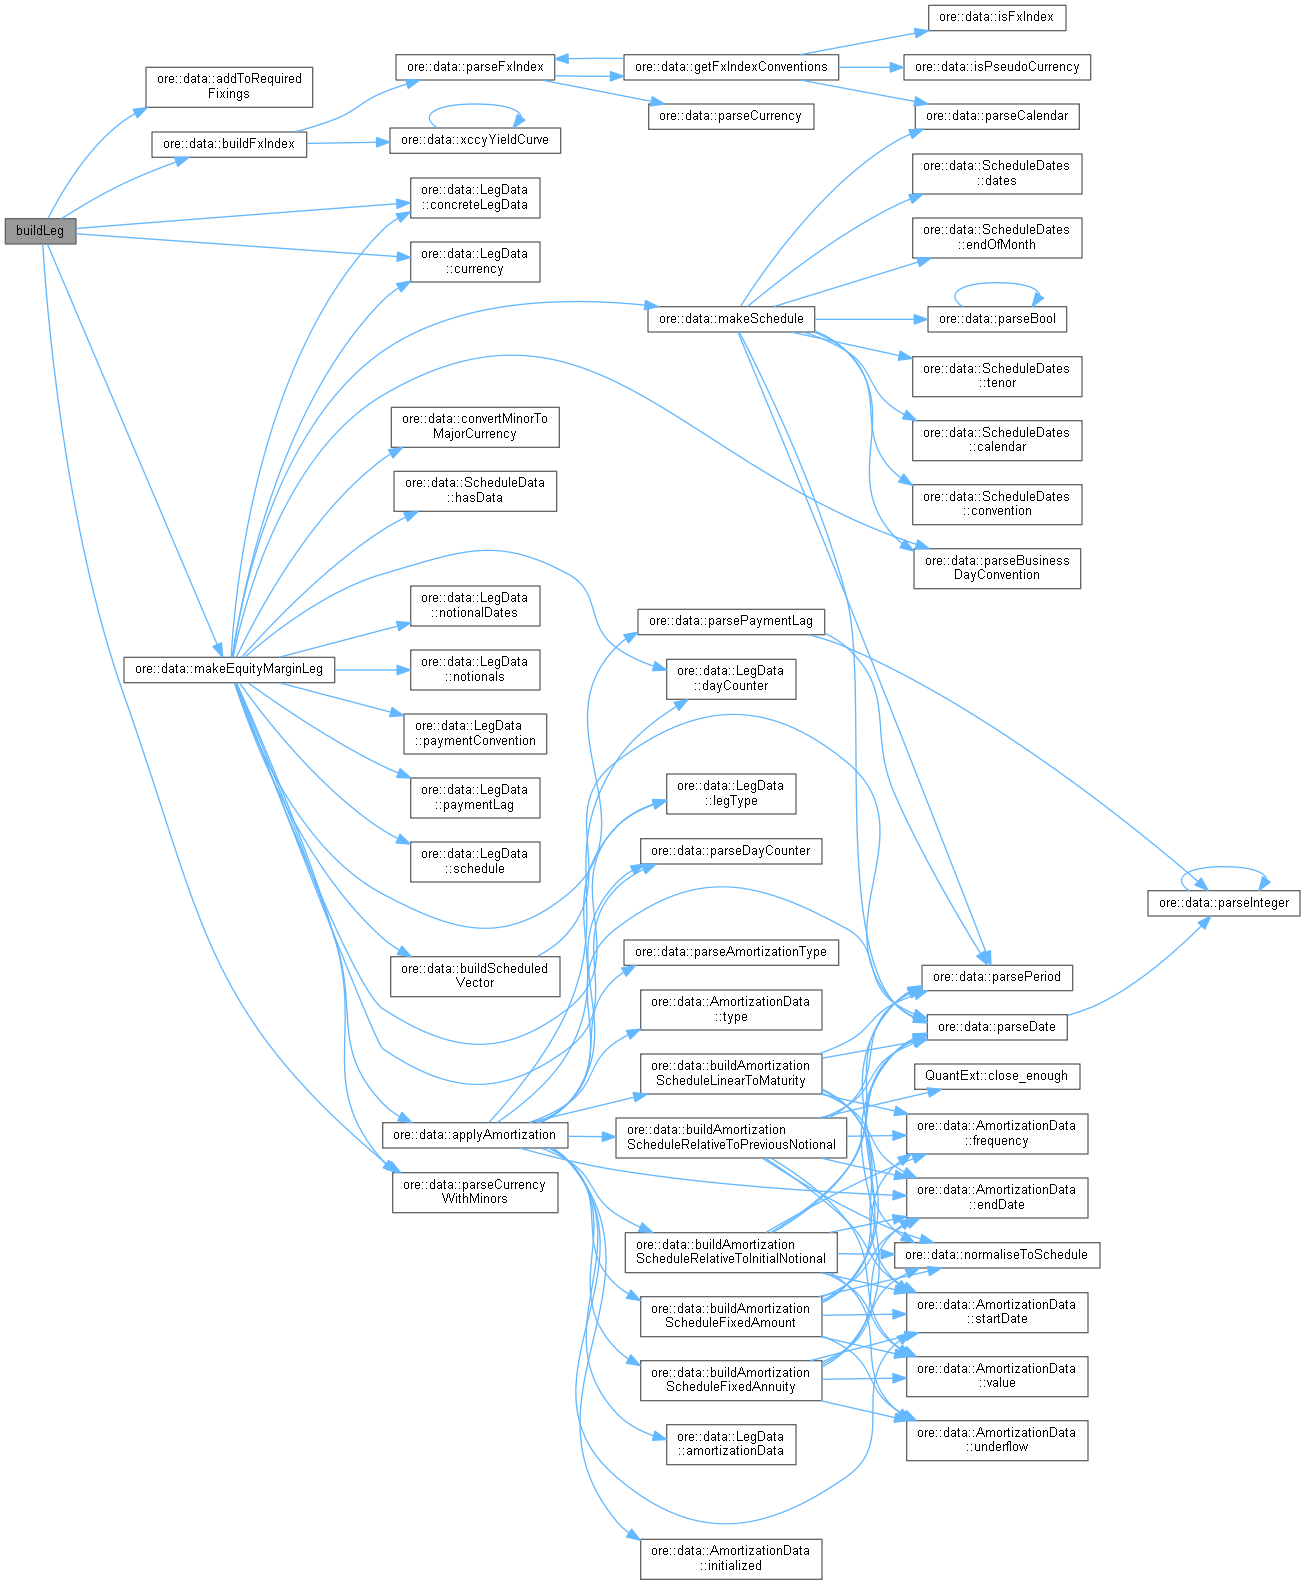 buildLeg
ore::data::addToRequired
Fixings
ore::data::buildFxIndex
ore::data::makeEquityMarginLeg
ore::data::parseFxIndex
ore::data::xccyYieldCurve
ore::data::LegData
::concreteLegData
ore::data::LegData
::currency
ore::data::convertMinorTo
MajorCurrency
ore::data::ScheduleData
::hasData
ore::data::LegData
::notionalDates
ore::data::LegData
::notionals
ore::data::LegData
::paymentConvention
ore::data::LegData
::paymentLag
ore::data::LegData
::schedule
ore::data::buildScheduled
Vector
ore::data::applyAmortization
ore::data::parseCurrency
WithMinors
ore::data::getFxIndexConventions
ore::data::parseCurrency
ore::data::makeSchedule
ore::data::parsePaymentLag
ore::data::LegData
::dayCounter
ore::data::LegData
::legType
ore::data::parseDayCounter
ore::data::parseAmortizationType
ore::data::AmortizationData
::type
ore::data::buildAmortization
ScheduleLinearToMaturity
ore::data::buildAmortization
ScheduleRelativeToPreviousNotional
ore::data::buildAmortization
ScheduleRelativeToInitialNotional
ore::data::buildAmortization
ScheduleFixedAmount
ore::data::buildAmortization
ScheduleFixedAnnuity
ore::data::LegData
::amortizationData
ore::data::AmortizationData
::initialized
ore::data::isFxIndex
ore::data::isPseudoCurrency
ore::data::parseCalendar
ore::data::ScheduleDates
::dates
ore::data::ScheduleDates
::endOfMonth
ore::data::parseBool
ore::data::ScheduleDates
::tenor
ore::data::ScheduleDates
::calendar
ore::data::ScheduleDates
::convention
ore::data::parseBusiness
DayConvention
ore::data::parsePeriod
ore::data::parseDate
QuantExt::close_enough
ore::data::AmortizationData
::frequency
ore::data::AmortizationData
::endDate
ore::data::normaliseToSchedule
ore::data::AmortizationData
::startDate
ore::data::AmortizationData
::value
ore::data::AmortizationData
::underflow
ore::data::parseInteger